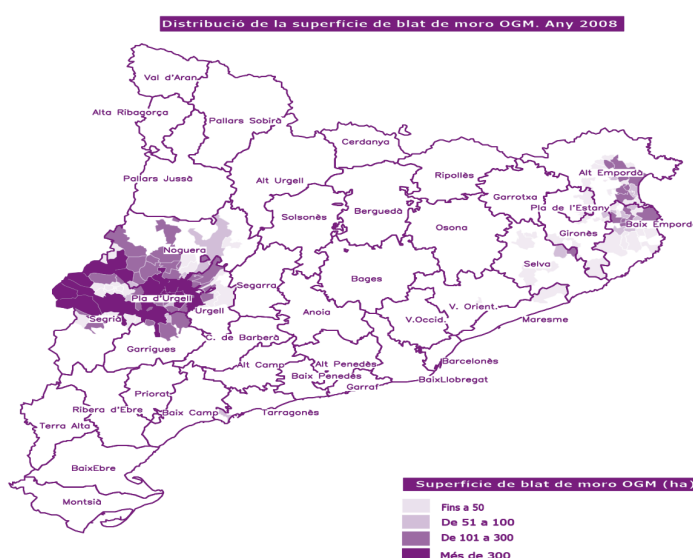 Distribució de la superfície de blat de moro OGM. Any 2008
Val d'Aran
Alta Ribagorça
Pallars Sobirà
Cerdanya
Pallars Jussà
Alt Urgell
Ripollès
Alt Empordà
Garrotxa
Pla de l'Estany
Solsonès
Berguedà
Osona
Gironès
Baix Empordà
Noguera
Selva
Segarra
Bages
Pla d'Urgell
Segrià
Urgell
Anoia
V. Orient.
V.Occid.
Maresme
Garrigues
C. de Barberà
Alt Camp
Alt Penedès
Barcelonès
Baix Penedès
BaixLlobregat
Garraf
Priorat
Ribera d'Ebre
Baix Camp
Tarragonès
Terra Alta
BaixEbre
Montsià
Superfície de blat de moro OGM (ha)
Fins a 50
De 51 a 100
De 101 a 300
Més de 300